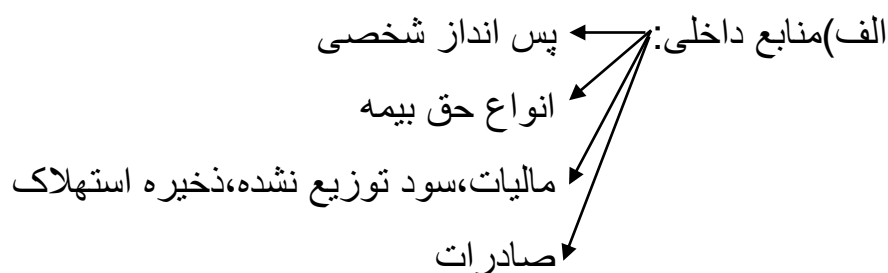 الف)منابع داخلی: پس انداز شخصی
انواع حق بیمه
مالیات،سود توزیع نشده،ذخیره استهلاک
صادرات